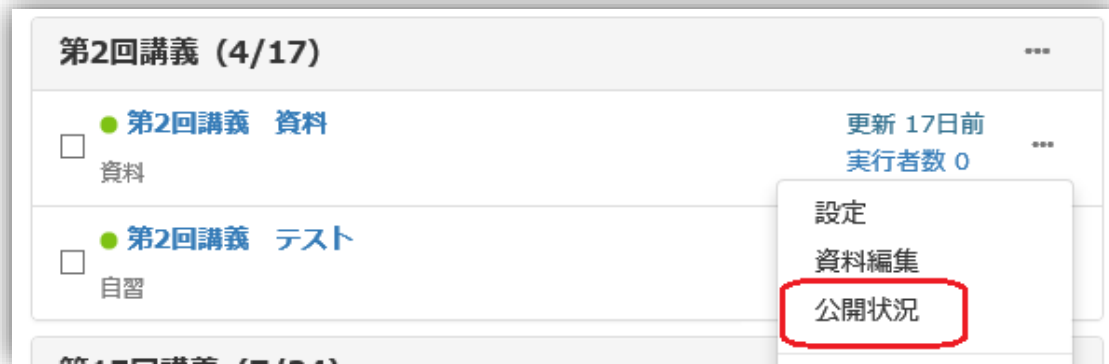 第2回講義 (4/17)
第2回講義　資料
資料
更新 17日前
実行者数 0
第2回講義　テスト
自習
設定
資料編集
公開状況